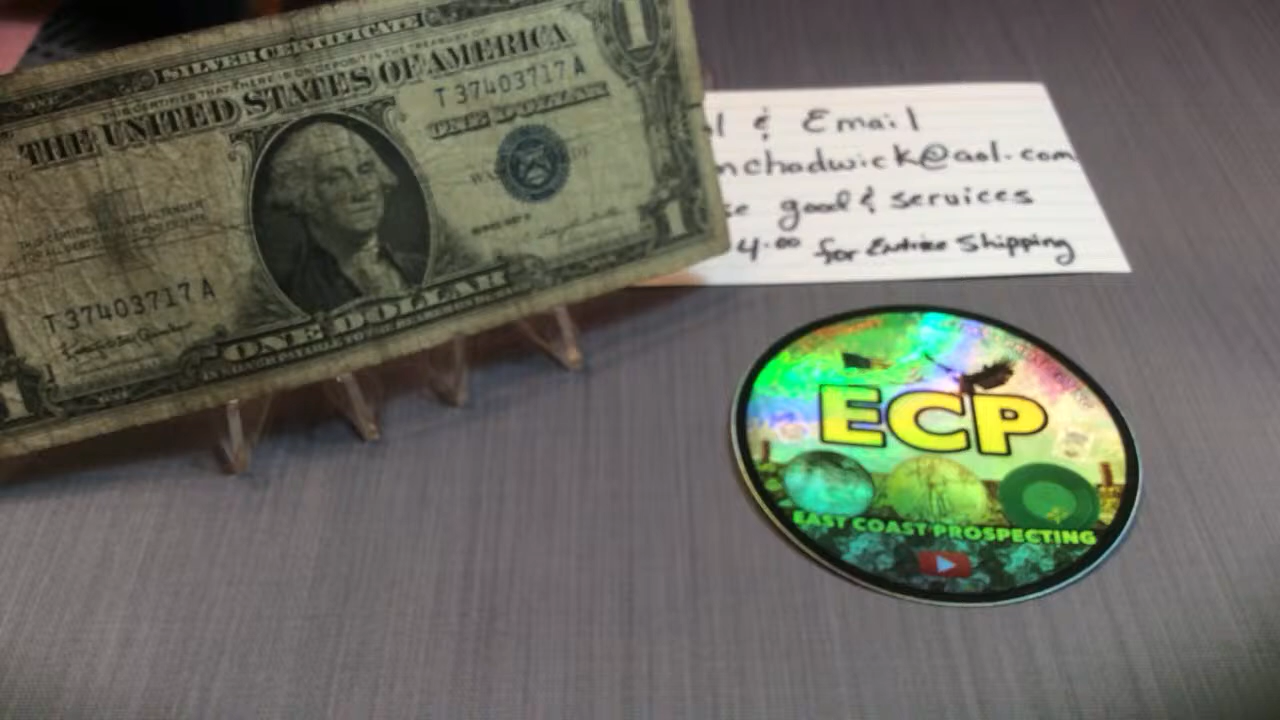 SILVER CERTIFICATE
THE UNITED STATES OF AMERICA
T 37403717 A
ONE DOLLAR
1
T 37403717 A
ONE DOLLAR
1
1
& Email
nchadwick@aol.com
good & services
4.00 for Entire Shipping
ECP
EAST COAST PROSPECTING